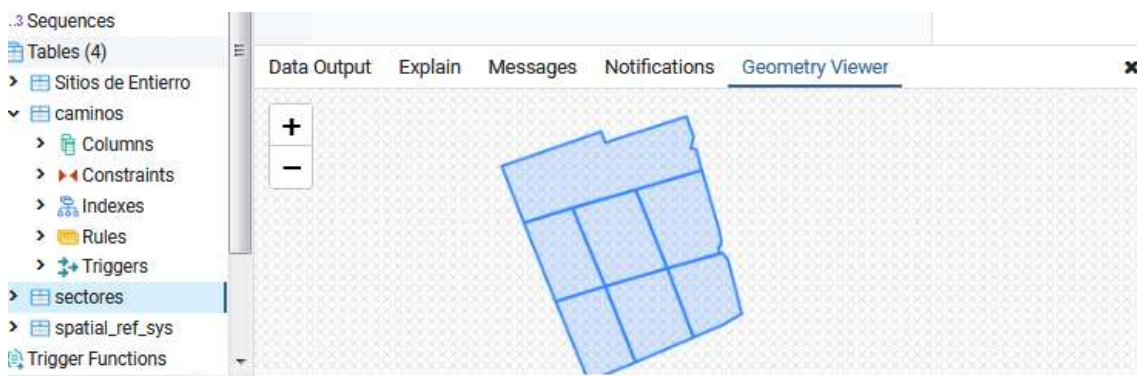 ..3 Sequences
Tables (4)
Sitios de Entierro
caminos
Columns
Constraints
Indexes
Rules
Triggers
sectores
spatial_ref_sys
Trigger Functions
Data Output Explain Messages Notifications Geometry Viewer
+
−